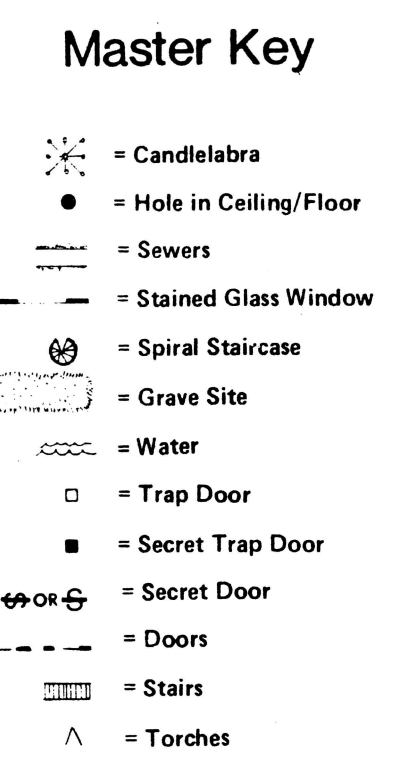 Master Key
= Candlelabra
= Hole in Ceiling/Floor
= Sewers
= Stained Glass Window
= Spiral Staircase
= Grave Site
= Water
= Trap Door
= Secret Trap Door
S OR S = Secret Door
= Doors
= Stairs
= Torches